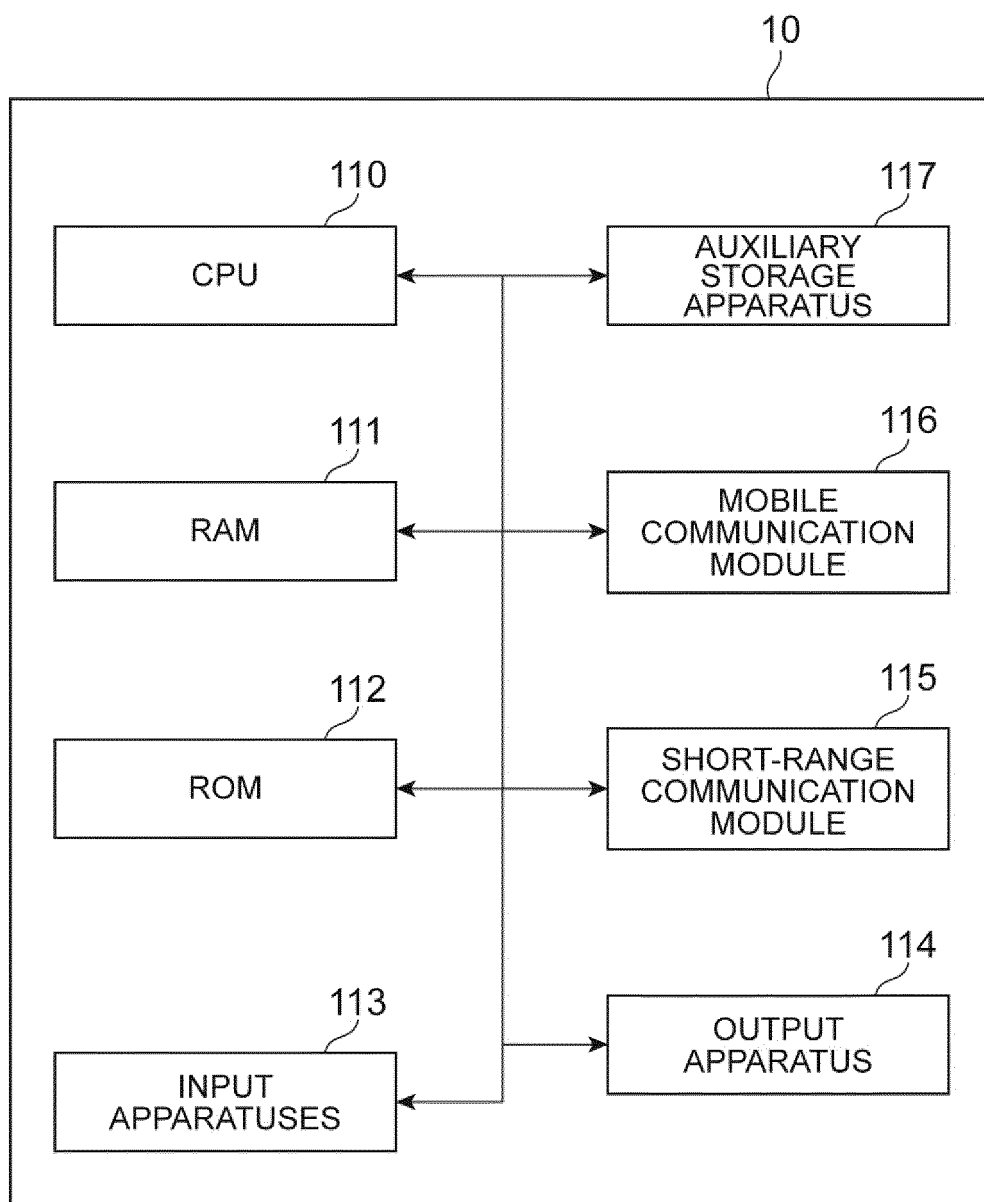 10
110
CPU
117
AUXILIARY
STORAGE
APPARATUS
111
RAM
116
MOBILE
COMMUNICATION
MODULE
112
ROM
115
SHORT-RANGE
COMMUNICATION
MODULE
113
INPUT
APPARATUSES
114
OUTPUT
APPARATUS